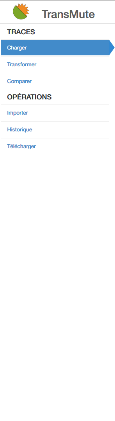 TransMute
TRACES
Charger
Transformer
Comparer
OPÉRATIONS
Importer
Historique
Télécharger